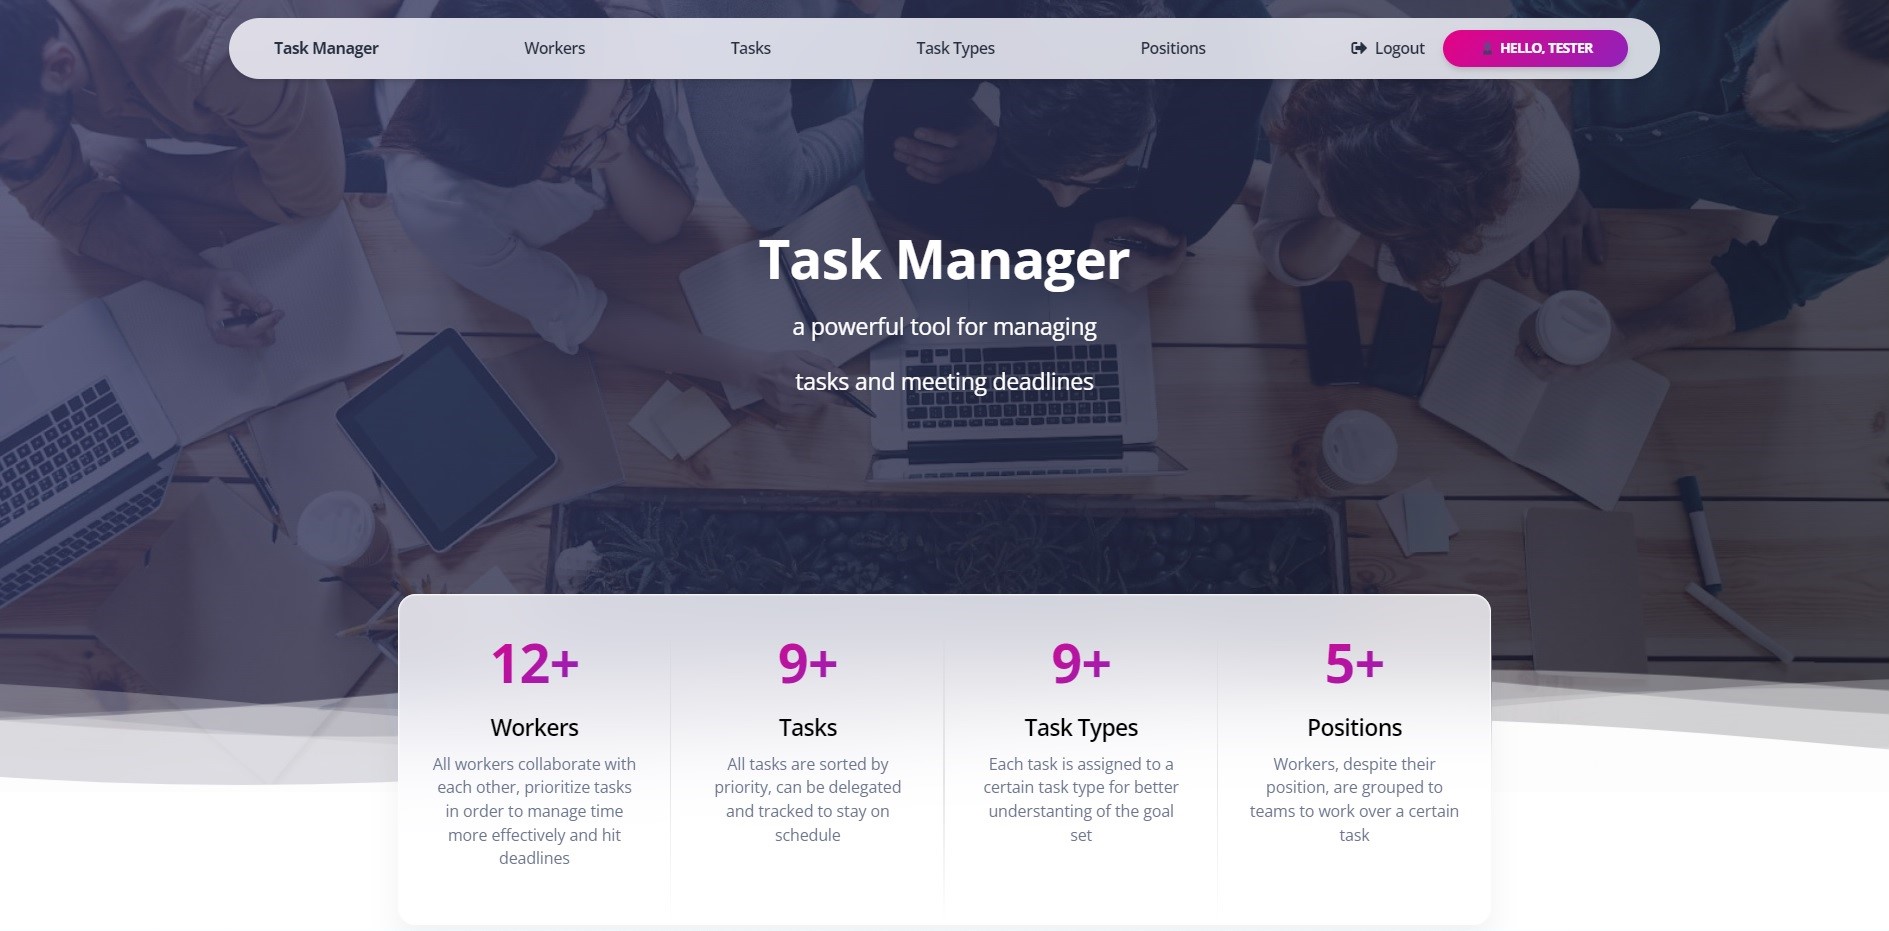 Task Manager
Workers
Tasks
Task Types
Positions
Logout
HELLO, TESTER
Task Manager
a powerful tool for managing
tasks and meeting deadlines
12+
Workers
All workers collaborate with
each other, prioritize tasks
in order to manage time
more effectively and hit
deadlines
9+
Tasks
All tasks are sorted by
priority, can be delegated
and tracked to stay on
schedule
9+
Task Types
Each task is assigned to a
certain task type for better
understanting of the goal
set
5+
Positions
Workers, despite their
position, are grouped to
teams to work over a certain
task